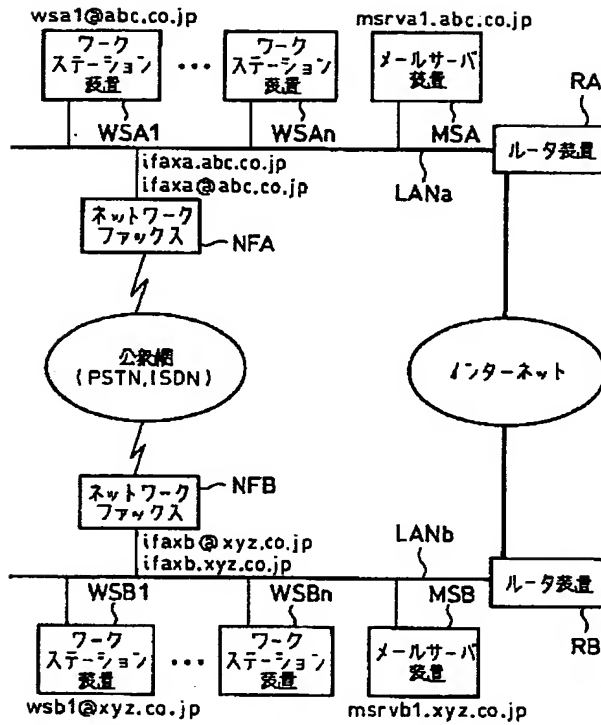 wsa1@abc.co.jp
msrva1.abc.co.jp
ワーク
ステーション
装置
...
ワーク
ステーション
装置
メールサーバ
装置
RA
WSA1
WSAn
MSA
ルータ装置
ifaxa.abc.co.jp
ifaxa@abc.co.jp
LANa
ネットワーク
ファックス
NFA
公衆網
(PSTN,ISDN)
インターネット
ネットワーク
ファックス
NFB
ifaxb@xyz.co.jp
ifaxb.xyz.co.jp
LANb
WSB1
WSBn
MSB
ルータ装置
RB
ワーク
ステーション
装置
...
ワーク
ステーション
装置
メールサーバ
装置
wsb1@xyz.co.jp
msrvb1.xyz.co.jp